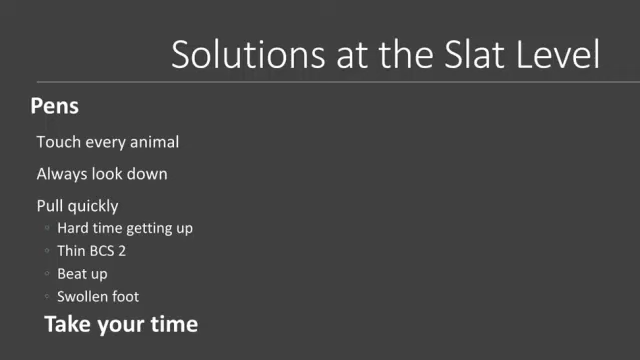 Solutions at the Slat Level
Pens
Touch every animal
Always look down
Pull quickly
◦ Hard time getting up
◦ Thin BCS 2
◦ Beat up
◦ Swollen foot
Take your time